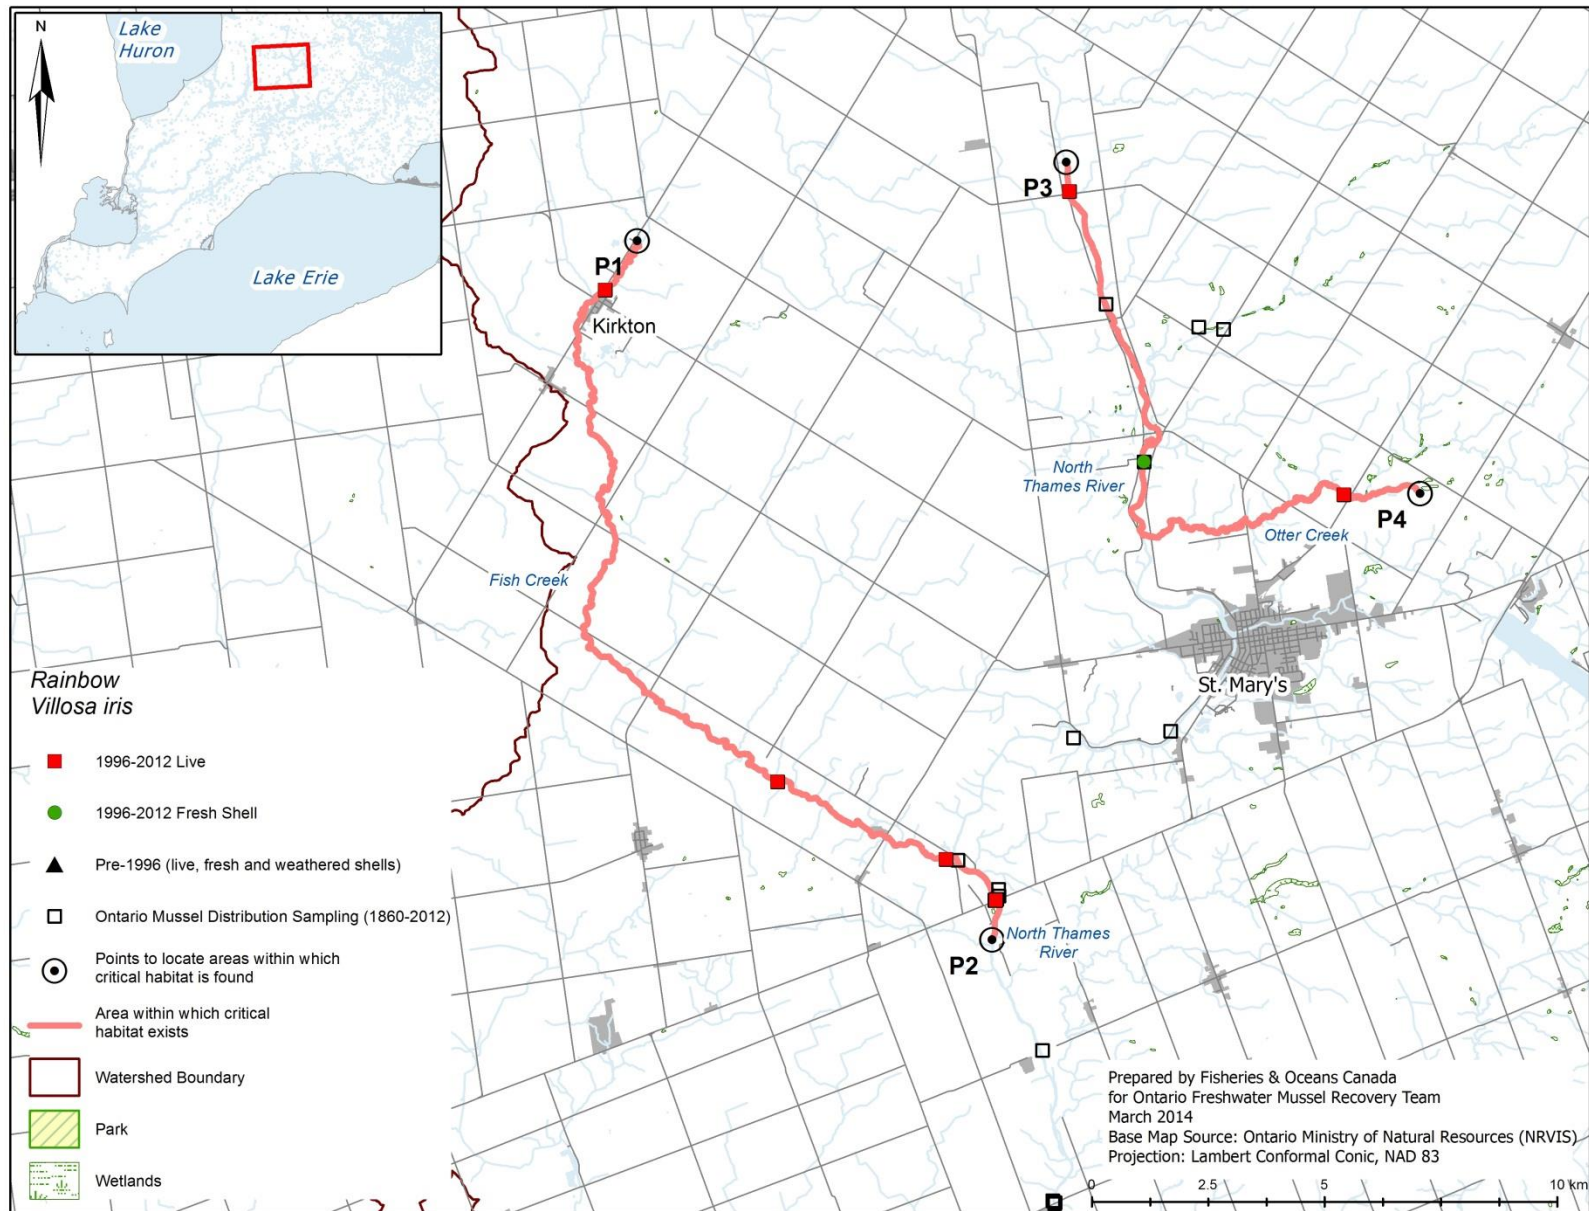 N
Lake
Huron
Lake Erie
P3
P1
Kirkton
North
Thames River
P4
Otter Creek
Fish Creek
St. Mary's
North Thames
River
P2
Rainbow
Villosa iris
1996-2012 Live
1996-2012 Fresh Shell
Pre-1996 (live, fresh and weathered shells)
Ontario Mussel Distribution Sampling (1860-2012)
Points to locate areas within which
critical habitat is found
Area within which critical
habitat exists
Watershed Boundary
Park
Wetlands
Prepared by Fisheries & Oceans Canada
for Ontario Freshwater Mussel Recovery Team
March 2014
Base Map Source: Ontario Ministry of Natural Resources (NRVIS)
Projection: Lambert Conformal Conic, NAD 83
0 2.5 5 10 km